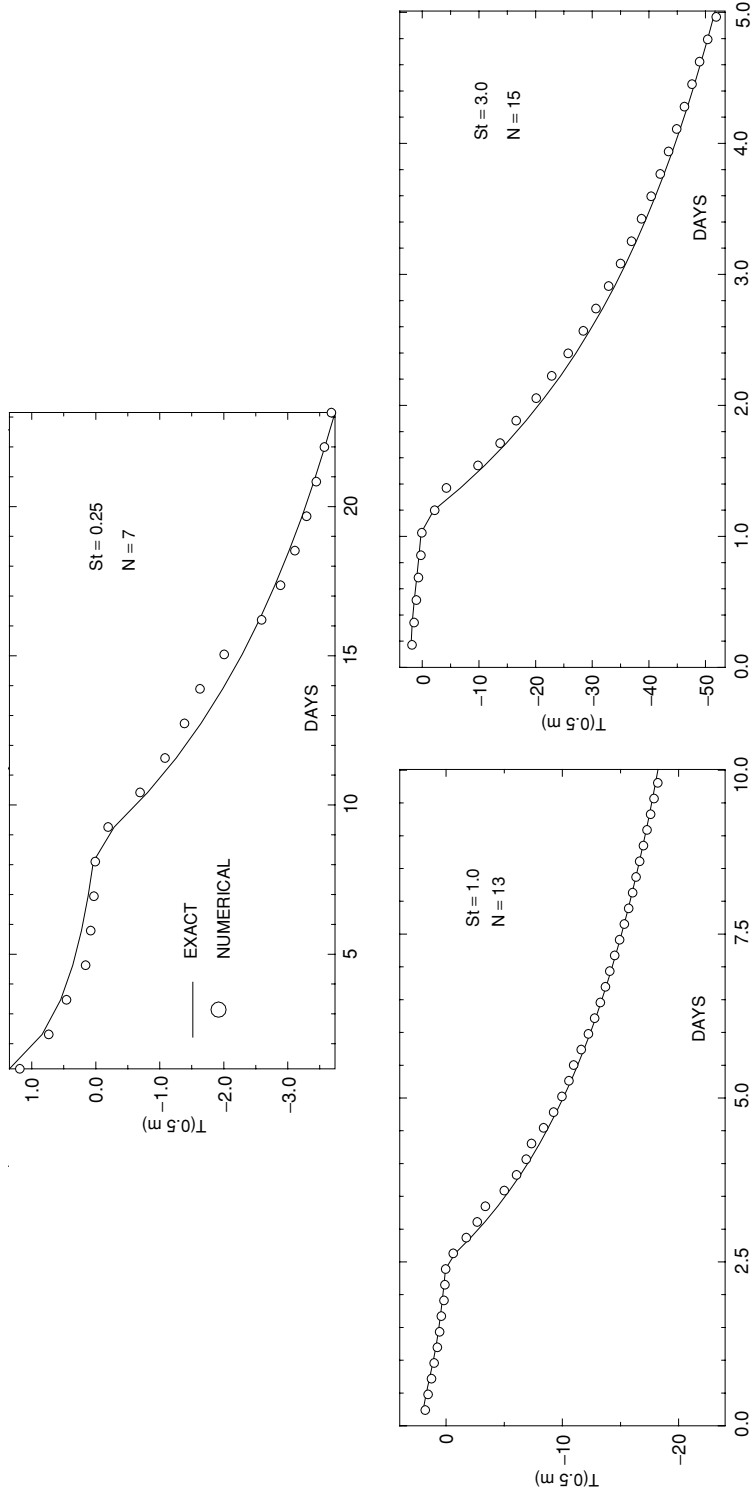 T(0.5 m)
1.0
0.0
−1.0
−2.0
−3.0
5
10
15
20
DAYS
St = 0.25
N = 7
EXACT
NUMERICAL
T(0.5 m)
0
−10
−20
0.0
2.5
5.0
7.5
10.0
DAYS
St = 1.0
N = 13
T(0.5 m)
0
−10
−20
−30
−40
−50
0.0
1.0
2.0
3.0
4.0
5.0
DAYS
St = 3.0
N = 15